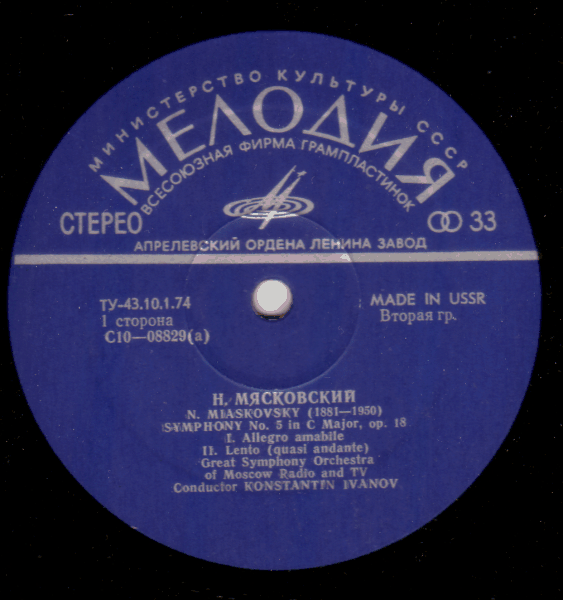 МИНИСТЕРСТВО КУЛЬТУРЫ СССР
МЕЛОДИЯ
ВСЕСОЮЗНАЯ ФИРМА ГРАМПЛАСТИНОК
СТЕРЕО
33
АПРЕЛЕВСКИЙ ОРДЕНА ЛЕНИНА ЗАВОД
ТУ-43.10.1.74
MADE IN USSR
1 сторона
Вторая гр.
С10—08829(а)
Н. МЯСКОВСКИЙ
N. MIASKOVSKY (1881—1950)
SYMPHONY No. 5 in C Major, op. 18
I. Allegro amabile
II. Lento (quasi andante)
Great Symphony Orchestra
of Moscow Radio and TV
Conductor KONSTANTIN IVANOV